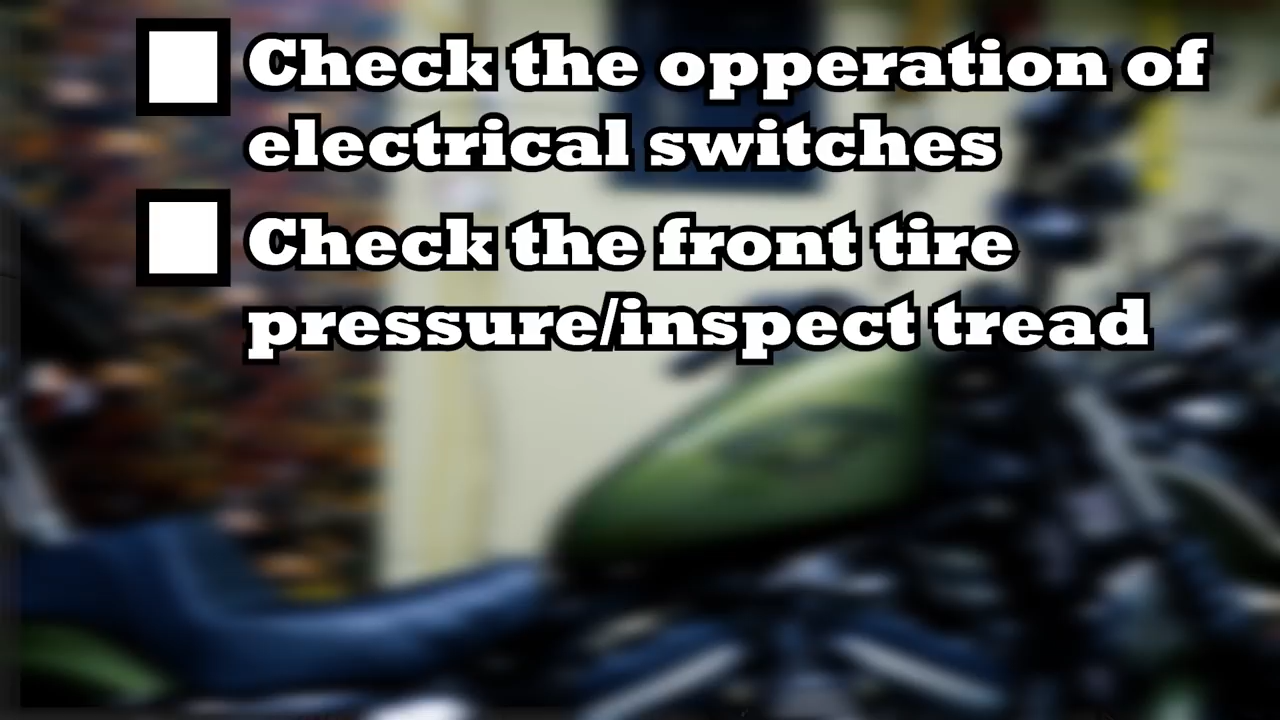 Check the opperation of
electrical switches
Check the front tire
pressure/inspect tread